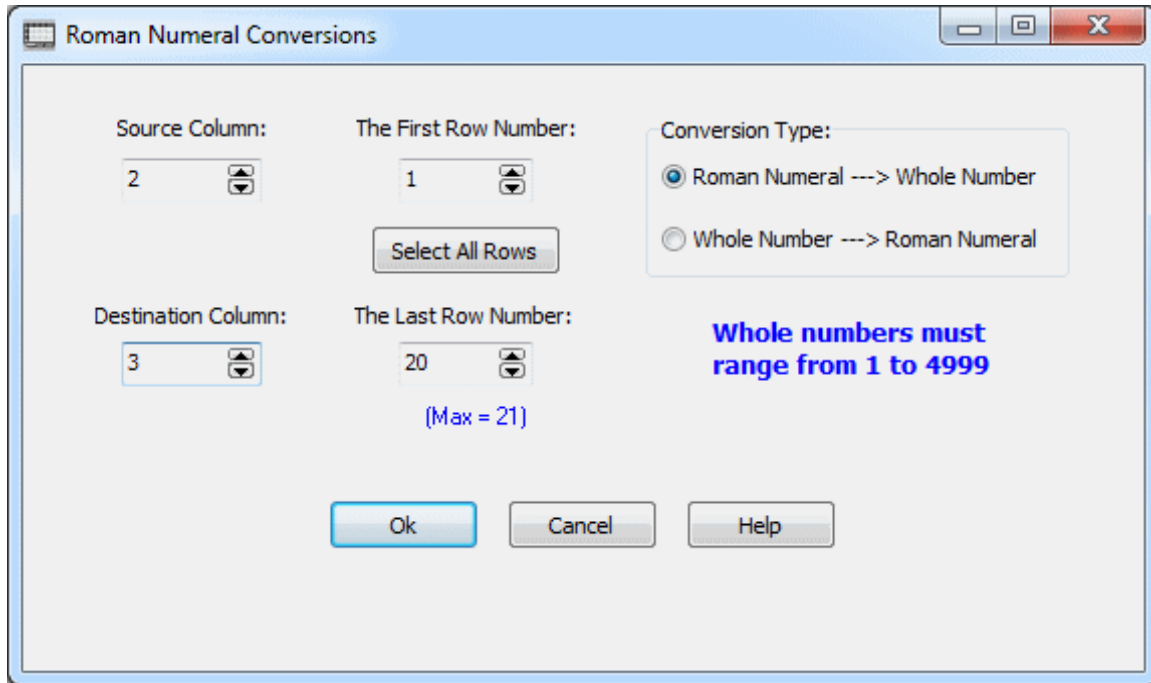 Roman Numeral Conversions
Source Column:
2
The First Row Number:
1
Select All Rows
Conversion Type:
Roman Numeral ---> Whole Number
Whole Number ---> Roman Numeral
Destination Column:
3
The Last Row Number:
20
(Max = 21)
Whole numbers must
range from 1 to 4999
Ok
Cancel
Help